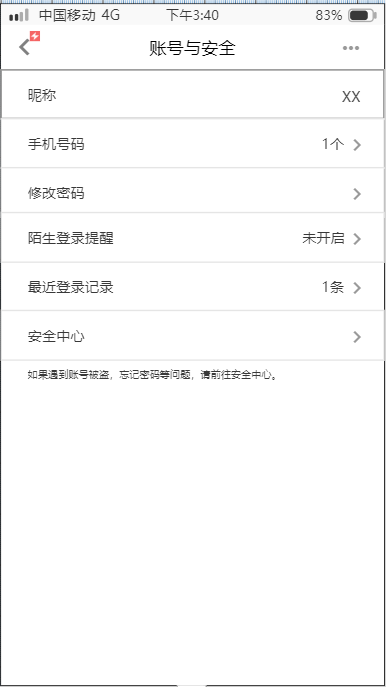 中国移动 4G 下午3:40 83%
账号与安全
昵称 XX
手机号码 1个
修改密码
陌生登录提醒 未开启
最近登录记录 1条
安全中心
如果遇到账号被盗，忘记密码等问题，请前往安全中心。